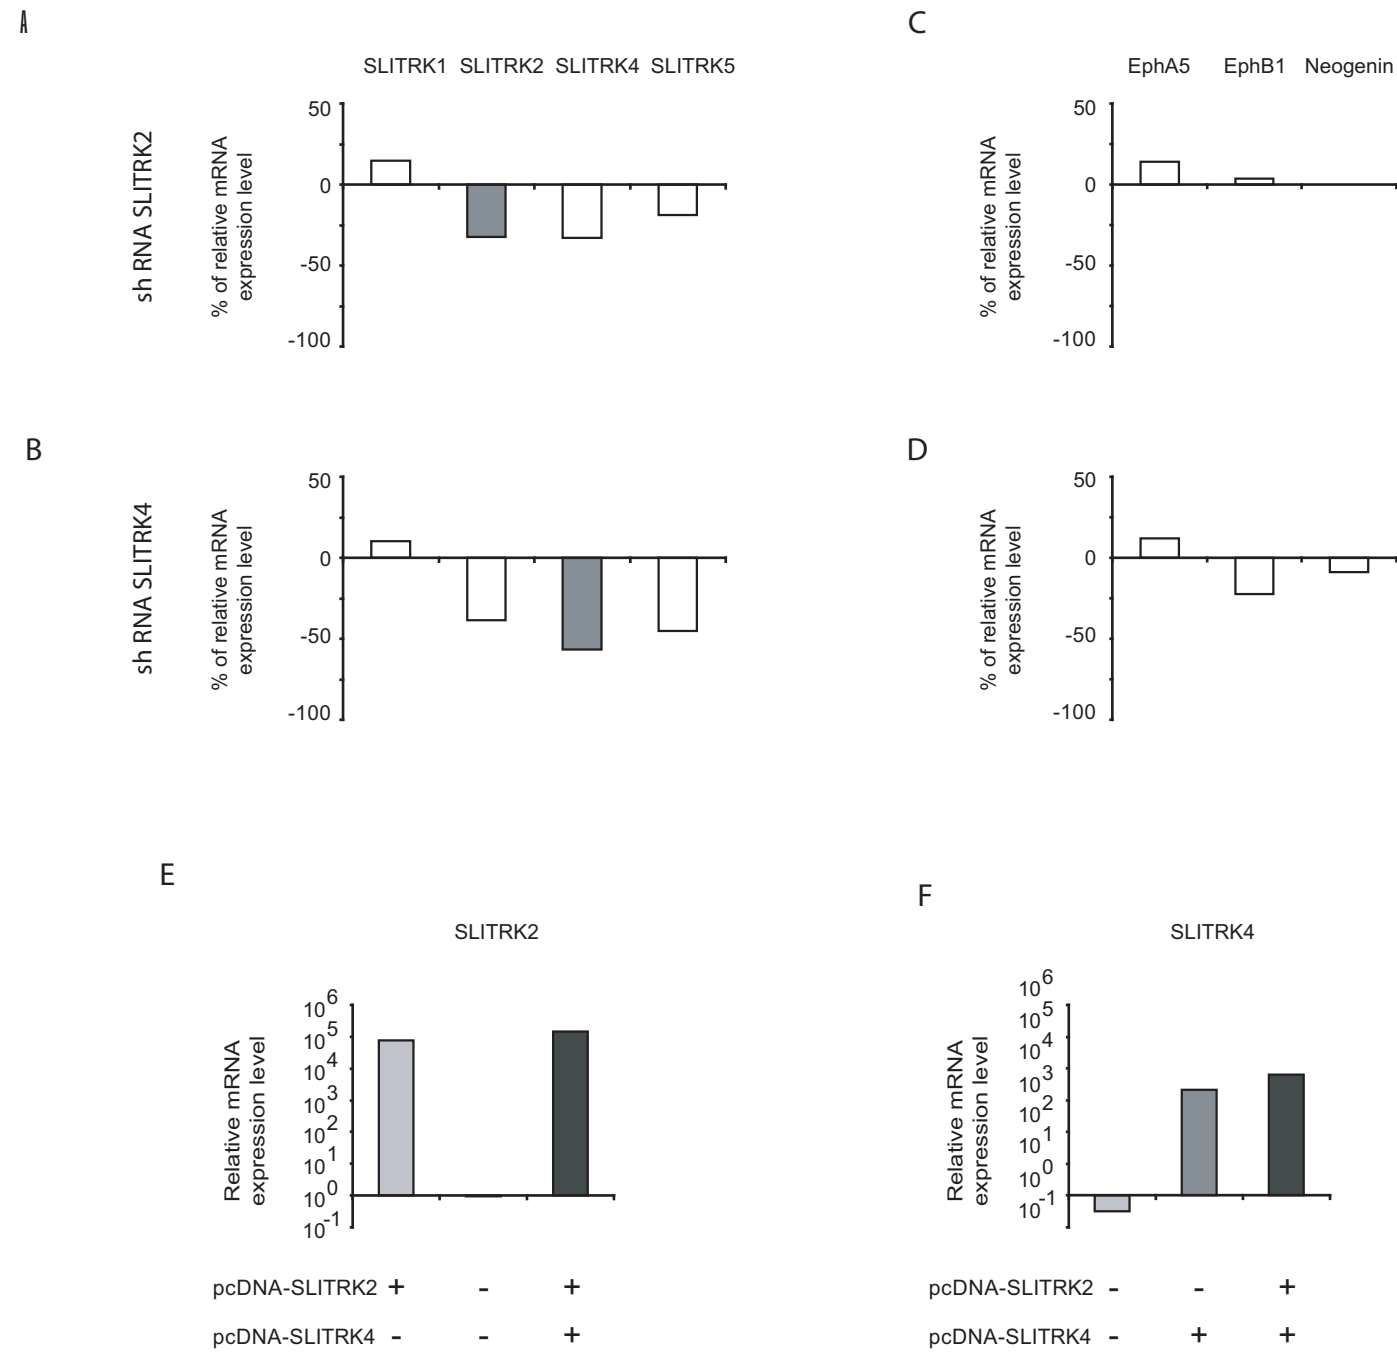 A
SLITRK1 SLITRK2 SLITRK4 SLITRK5
sh RNA SLITRK2
% of relative mRNA
expression level
50
0
-50
-100
C
EphA5 EphB1 Neogenin
% of relative mRNA
expression level
50
0
-50
-100
B
sh RNA SLITRK4
% of relative mRNA
expression level
50
0
-50
-100
D
% of relative mRNA
expression level
50
0
-50
-100
E
SLITRK2
Relative mRNA
expression level
10^6
10^5
10^4
10^3
10^2
10^1
10^0
10^-1
pcDNA-SLITRK2 + - +
pcDNA-SLITRK4 - - +
F
SLITRK4
Relative mRNA
expression level
10^6
10^5
10^4
10^3
10^2
10^1
10^0
10^-1
pcDNA-SLITRK2 - - +
pcDNA-SLITRK4 - + +